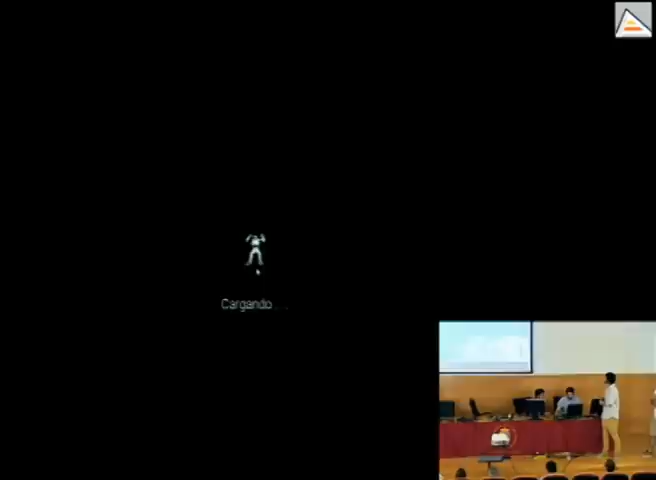 Cargando . . .